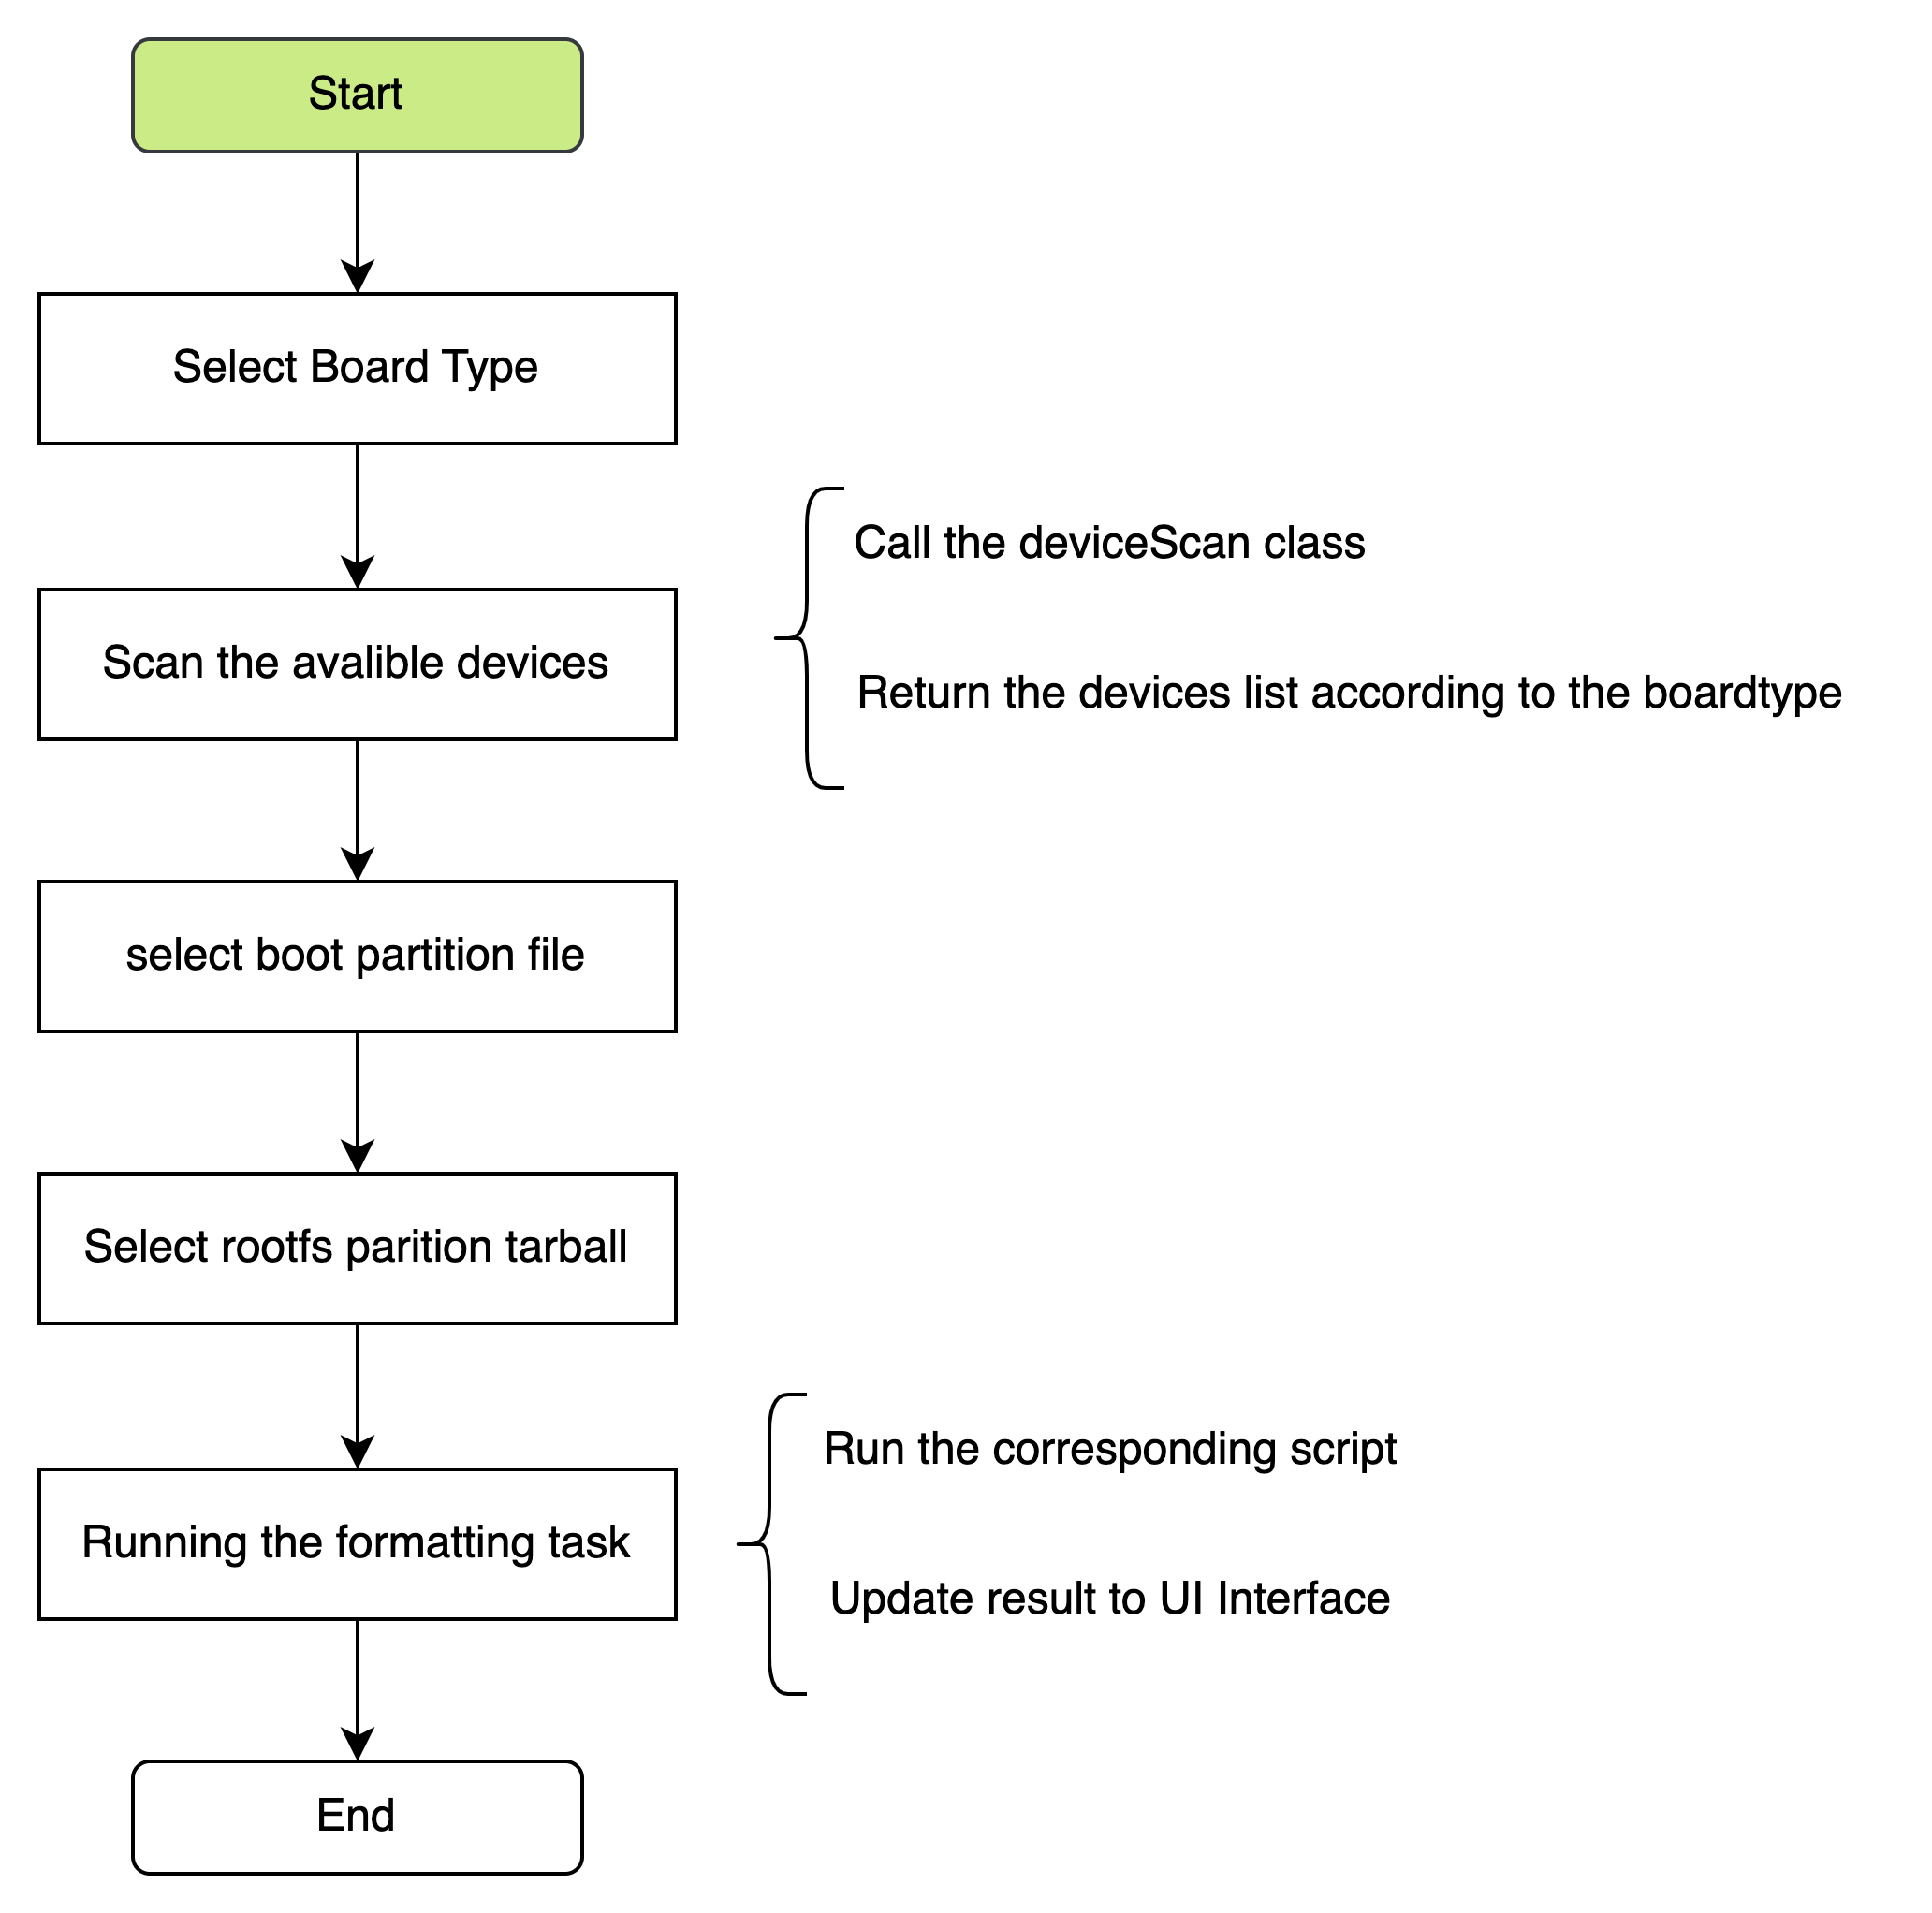 Start
Select Board Type
Call the deviceScan class
Scan the avalible devices
Return the devices list according to the boardtype
select boot partition file
Select rootfs parition tarball
Run the corresponding script
Running the formatting task
Update result to UI Interface
End